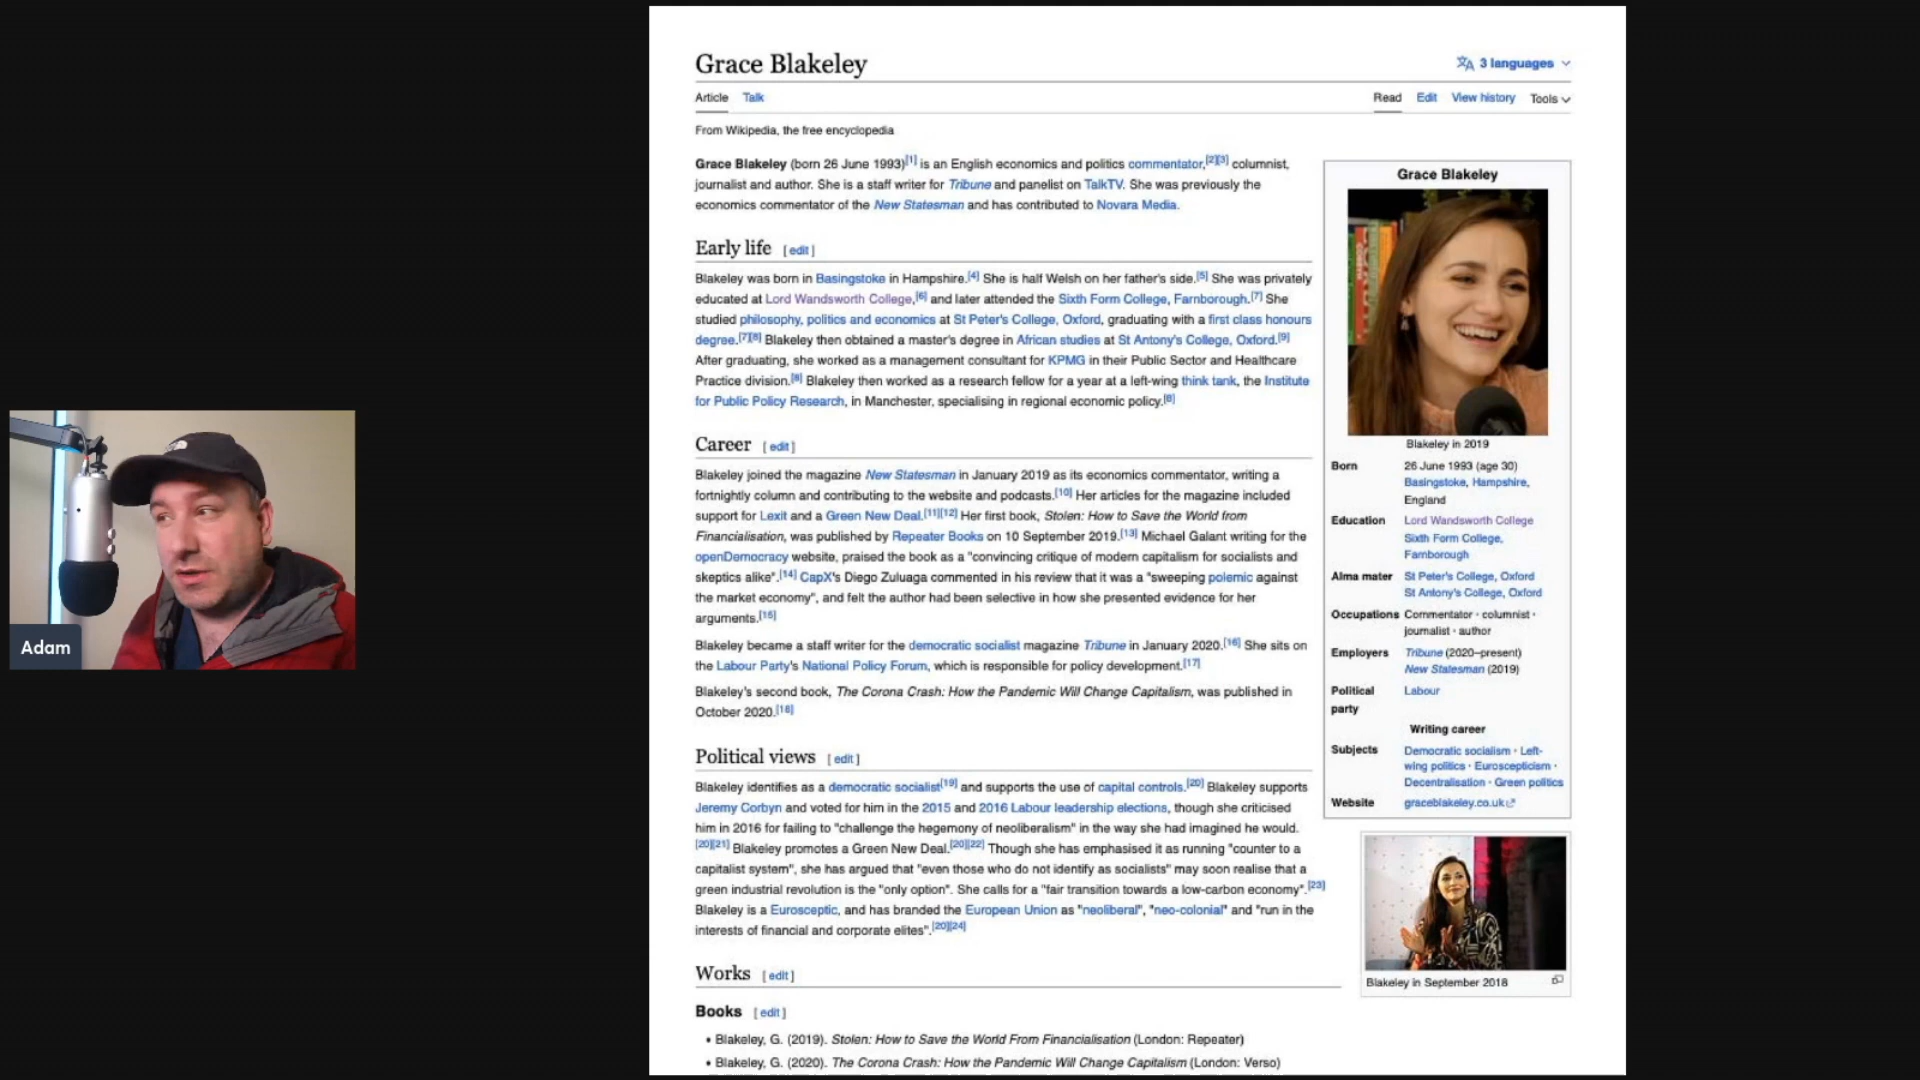 Grace Blakeley
3 languages
Article Talk
Read Edit View history Tools
From Wikipedia, the free encyclopedia
Grace Blakeley (born 26 June 1993)[1] is an English economics and politics commentator,[2][3] columnist,
journalist and author. She is a staff writer for Tribune and panelist on TalkTV. She was previously the
economics commentator of the New Statesman and has contributed to Novara Media.
Early life [ edit ]
Blakeley was born in Basingstoke in Hampshire.[4] She is half Welsh on her father's side.[5] She was privately
educated at Lord Wandsworth College,[6] and later attended the Sixth Form College, Farnborough.[7] She
studied philosophy, politics and economics at St Peter's College, Oxford, graduating with a first class honours
degree.[7][8] Blakeley then obtained a master's degree in African studies at St Antony's College, Oxford.[9]
After graduating, she worked as a management consultant for KPMG in their Public Sector and Healthcare
Practice division.[8] Blakeley then worked as a research fellow for a year at a left-wing think tank, the Institute
for Public Policy Research, in Manchester, specialising in regional economic policy.[8]
Career [ edit ]
Blakeley joined the magazine New Statesman in January 2019 as its economics commentator, writing a
fortnightly column and contributing to the website and podcasts.[10] Her articles for the magazine included
support for Lexit and a Green New Deal.[11][12] Her first book, Stolen: How to Save the World from
Financialisation, was published by Repeater Books on 10 September 2019.[13] Michael Galant writing for the
openDemocracy website, praised the book as a "convincing critique of modern capitalism for socialists and
skeptics alike".[14] CapX's Diego Zuluaga commented in his review that it was a "sweeping polemic against
the market economy", and felt the author had been selective in how she presented evidence for her
arguments.[15]
Blakeley became a staff writer for the democratic socialist magazine Tribune in January 2020.[16] She sits on
the Labour Party's National Policy Forum, which is responsible for policy development.[17]
Blakeley's second book, The Corona Crash: How the Pandemic Will Change Capitalism, was published in
October 2020.[18]
Political views [ edit ]
Blakeley identifies as a democratic socialist[19] and supports the use of capital controls.[20] Blakeley supports
Jeremy Corbyn and voted for him in the 2015 and 2016 Labour leadership elections, though she criticised
him in 2016 for failing to "challenge the hegemony of neoliberalism" in the way she had imagined he would.
[20][21] Blakeley promotes a Green New Deal.[20][22] Though she has emphasised it as running "counter to a
capitalist system", she has argued that "even those who do not identify as socialists" may soon realise that a
green industrial revolution is the "only option". She calls for a "fair transition towards a low-carbon economy".[23]
Blakeley is a Eurosceptic, and has branded the European Union as "neoliberal", "neo-colonial" and "run in the
interests of financial and corporate elites".[20][24]
Works [ edit ]
Books [ edit ]
• Blakeley, G. (2019). Stolen: How to Save the World From Financialisation (London: Repeater)
• Blakeley, G. (2020). The Corona Crash: How the Pandemic Will Change Capitalism (London: Verso)
Grace Blakeley
Blakeley in 2019
Born 26 June 1993 (age 30)
Basingstoke, Hampshire,
England
Education Lord Wandsworth College
Sixth Form College,
Farnborough
Alma mater St Peter's College, Oxford
St Antony's College, Oxford
Occupations Commentator · columnist ·
journalist · author
Employers Tribune (2020–present)
New Statesman (2019)
Political Labour
party
Writing career
Subjects Democratic socialism · Left-
wing politics · Euroscepticism ·
Decentralisation · Green politics
Website graceblakeley.co.uk
Blakeley in September 2018
Adam